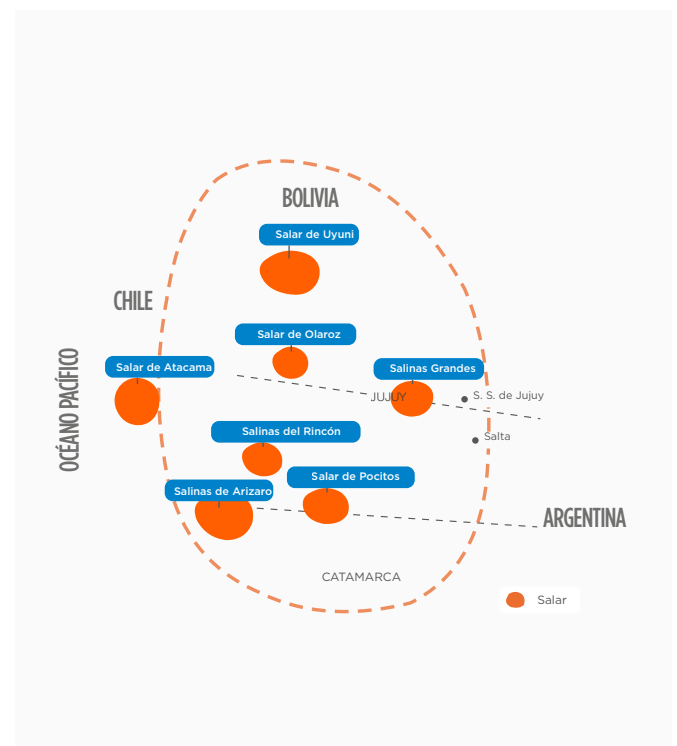 BOLIVIA
Salar de Uyuni
CHILE
Salar de Olaroz
Salar de Atacama
Salinas Grandes
JUJUY
S. S. de Jujuy
OCÉANO PACÍFICO
Salinas del Rincón
Salta
Salar de Pocitos
Salinas de Arizaro
ARGENTINA
CATAMARCA
Salar